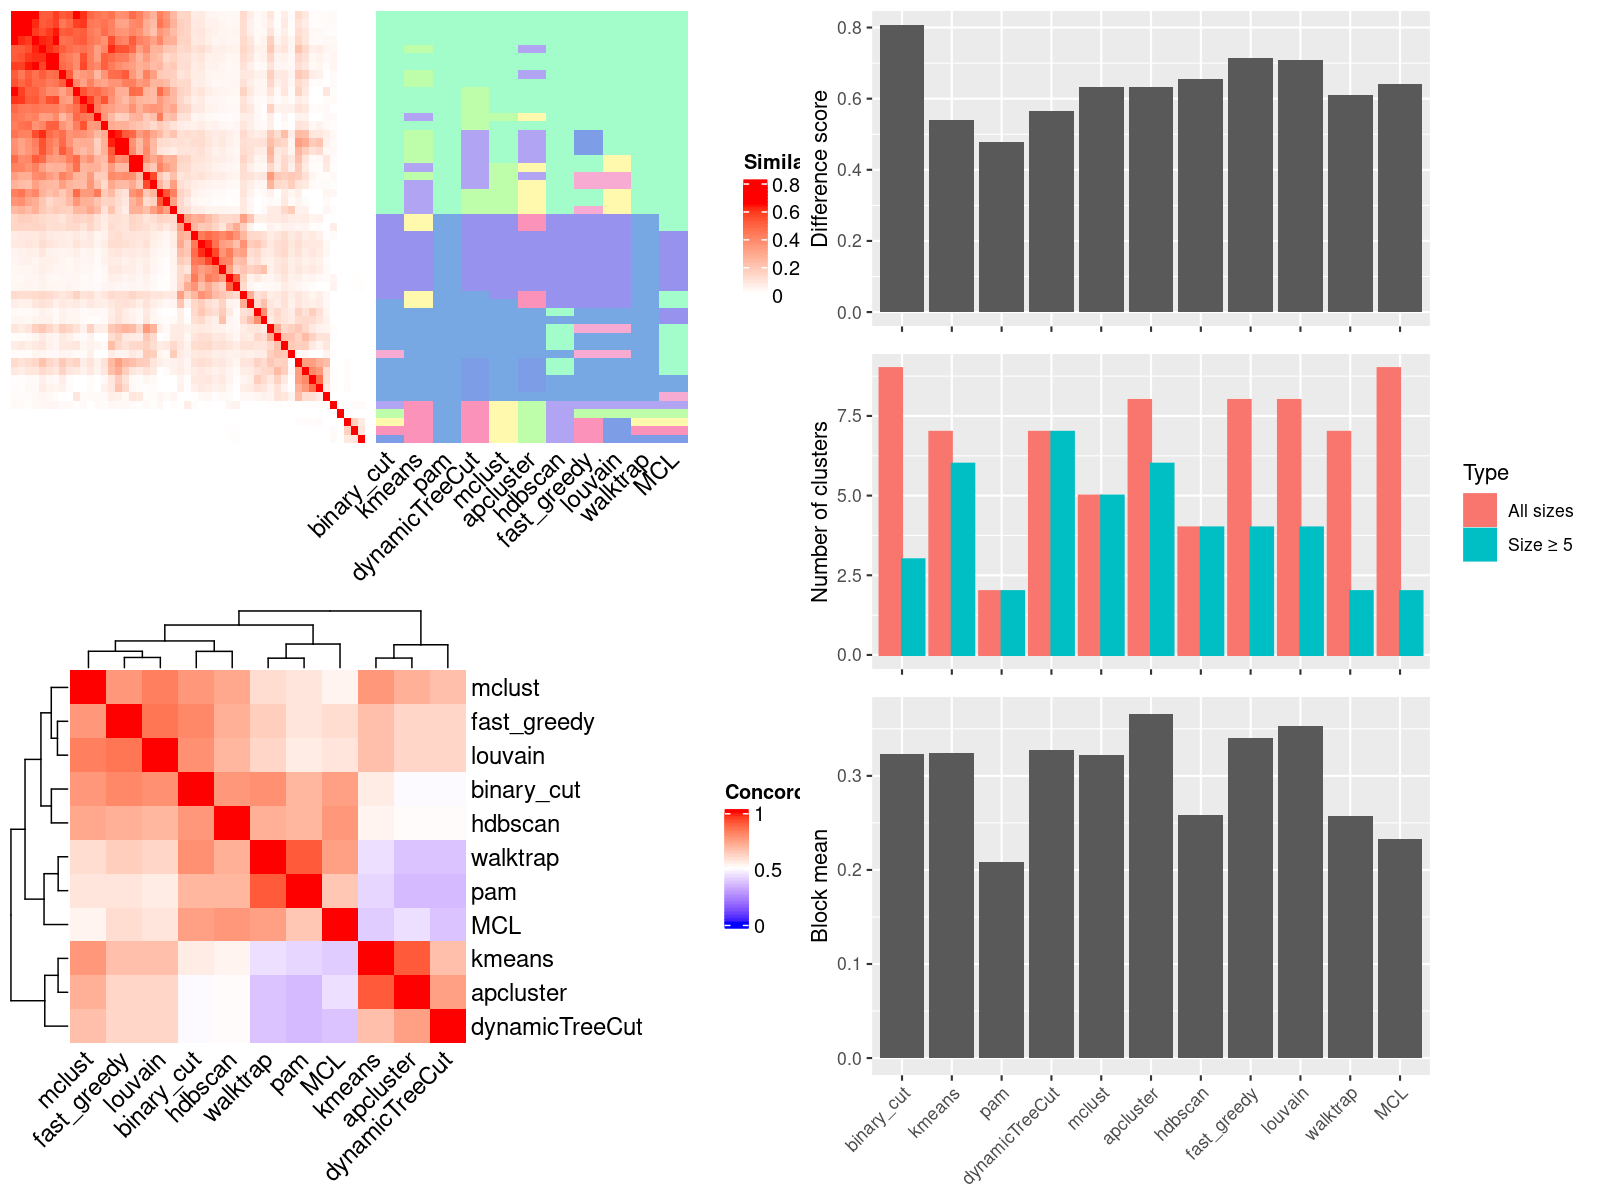 Simila
0.8
0.6
0.4
0.2
0
binary_cut
kmeans
pam
dynamicTreeCut
mclust
apcluster
hdbscan
fast_greedy
louvain
walktrap
MCL
Difference score
0.8
0.6
0.4
0.2
0.0
Number of clusters
7.5
5.0
2.5
0.0
Type
All sizes
Size ≥ 5
mclust
fast_greedy
louvain
binary_cut
hdbscan
walktrap
pam
MCL
kmeans
apcluster
dynamicTreeCut
mclust
fast_greedy
louvain
binary_cut
hdbscan
walktrap
pam
MCL
kmeans
apcluster
dynamicTreeCut
Concord
1
0.5
0
Block mean
0.3
0.2
0.1
0.0
binary_cut
kmeans
pam
dynamicTreeCut
mclust
apcluster
hdbscan
fast_greedy
louvain
walktrap
MCL